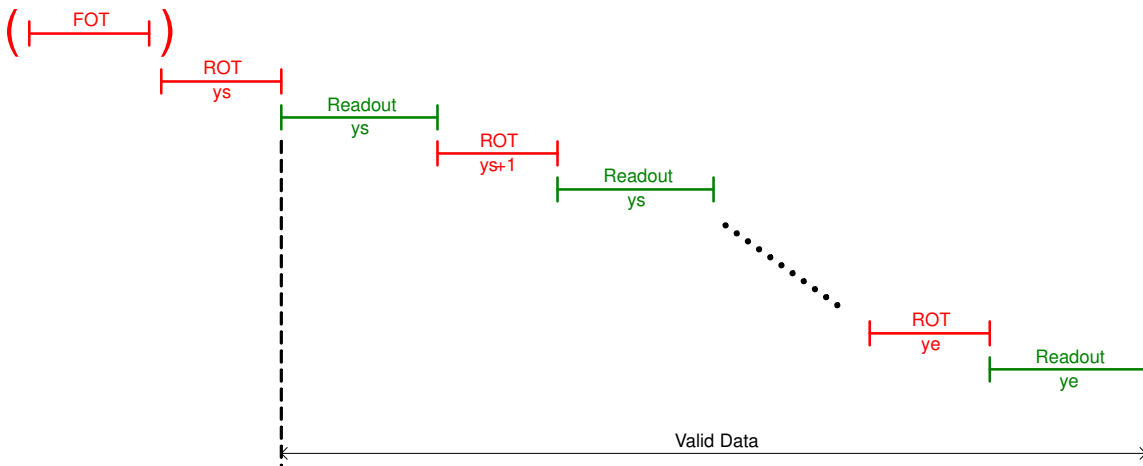 ( FOT )
ROT
ys
Readout
ys
ROT
ys+1
Readout
ys
ROT
ye
Readout
ye
Valid Data